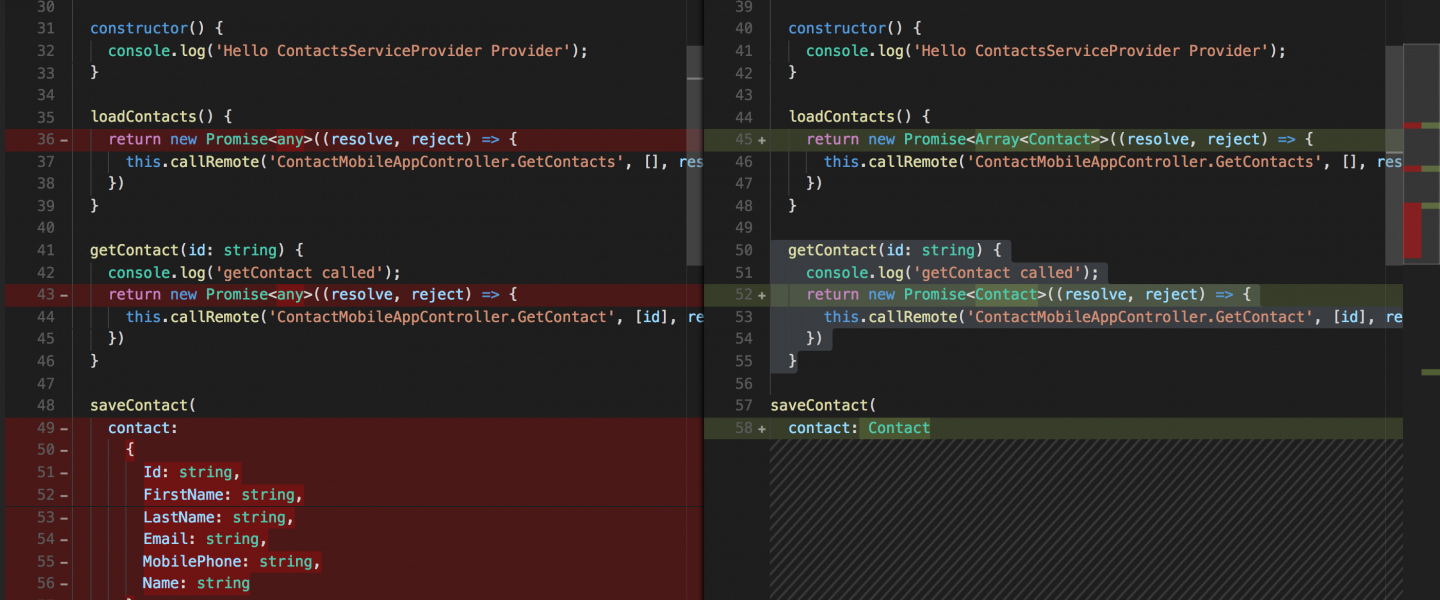 30
31 constructor() {
32 console.log('Hello ContactsServiceProvider Provider');
33 }
34
35 loadContacts() {
36 - return new Promise<any>((resolve, reject) => {
37 this.callRemote('ContactMobileAppController.GetContacts', [], res
38 })
39 }
40
41 getContact(id: string) {
42 console.log('getContact called');
43 - return new Promise<any>((resolve, reject) => {
44 this.callRemote('ContactMobileAppController.GetContact', [id], re
45 })
46 }
47
48 saveContact(
49 - contact:
50 - {
51 - Id: string,
52 - FirstName: string,
53 - LastName: string,
54 - Email: string,
55 - MobilePhone: string,
56 - Name: string
39
40 constructor() {
41 console.log('Hello ContactsServiceProvider Provider');
42 }
43
44 loadContacts() {
45 + return new Promise<Array<Contact>>((resolve, reject) => {
46 this.callRemote('ContactMobileAppController.GetContacts', [], res
47 })
48 }
49
50 getContact(id: string) {
51 console.log('getContact called');
52 + return new Promise<Contact>((resolve, reject) => {
53 this.callRemote('ContactMobileAppController.GetContact', [id], re
54 })
55 }
56
57 saveContact(
58 + contact: Contact